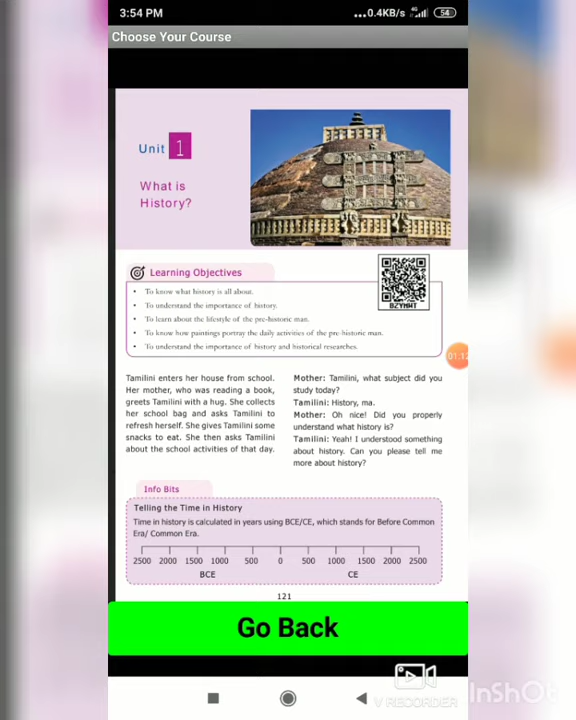 3:54 PM
...0.4KB/s 4G 54
Choose Your Course
Unit 1
What is
History?
Learning Objectives
BZYMWT
• To know what history is all about.
• To understand the importance of history.
• To learn about the lifestyle of the pre-historic man.
• To know how paintings portray the daily activities of the pre-historic man.
• To understand the importance of history and historical researches.
01:12
Tamilini enters her house from school.
Her mother, who was reading a book,
greets Tamilini with a hug. She collects
her school bag and asks Tamilini to
refresh herself. She gives Tamilini some
snacks to eat. She then asks Tamilini
about the school activities of that day.
Mother: Tamilini, what subject did you
study today?
Tamilini: History, ma.
Mother: Oh nice! Did you properly
understand what history is?
Tamilini: Yeah! I understood something
about history. Can you please tell me
more about history?
Info Bits
Telling the Time in History
Time in history is calculated in years using BCE/CE, which stands for Before Common
Era/ Common Era.
2500 2000 1500 1000 500 0 500 1000 1500 2000 2500
BCE CE
121
Go Back
V RECORDER
InShOt